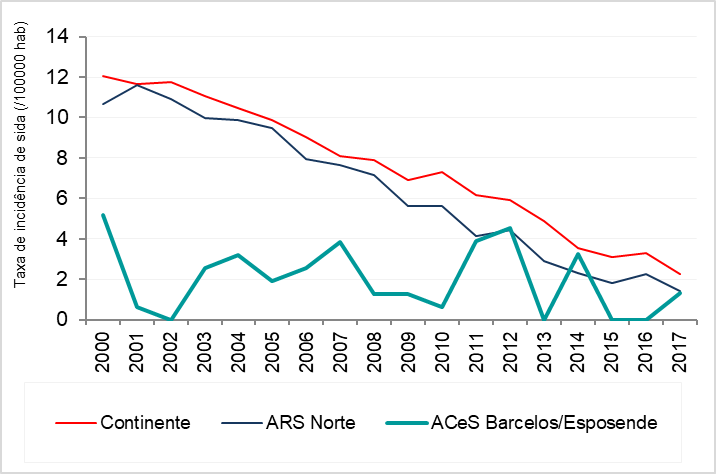 Taxa de incidência de sida (/100000 hab)
14
12
10
8
6
4
2
0
2000 2001 2002 2003 2004 2005 2006 2007 2008 2009 2010 2011 2012 2013 2014 2015 2016 2017
Continente ARS Norte ACeS Barcelos/Esposende